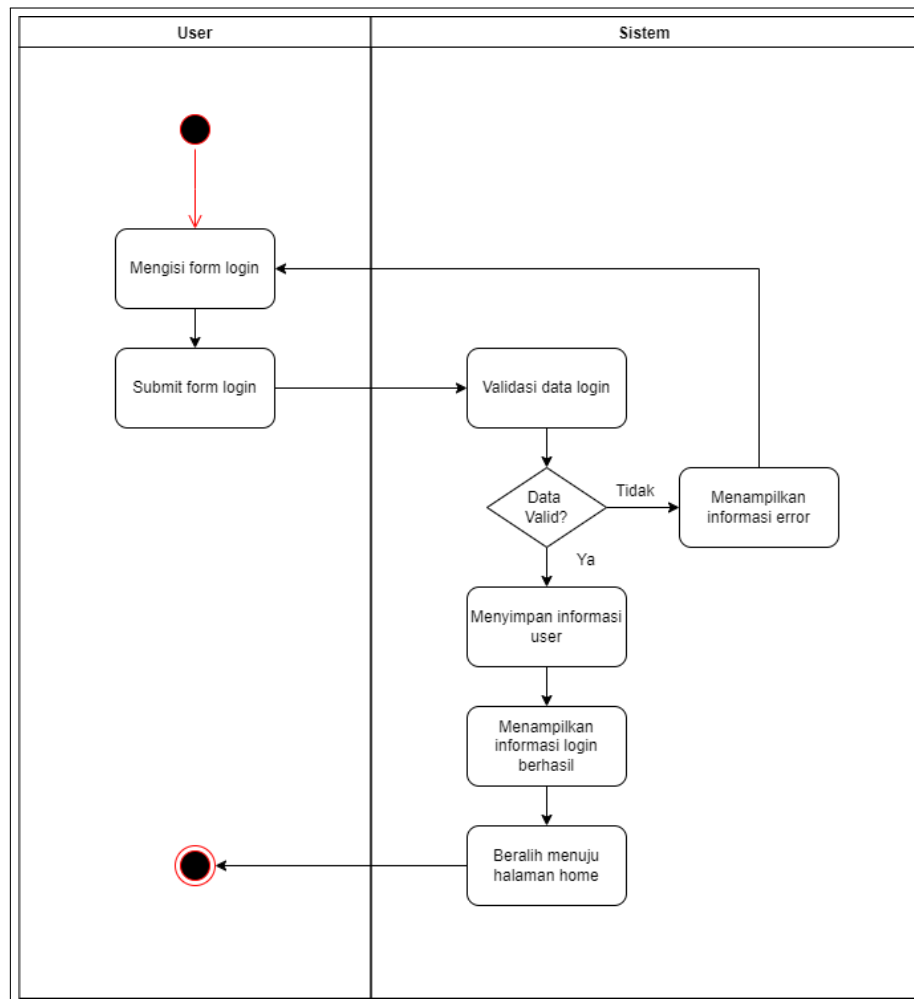 User
Sistem
Mengisi form login
Submit form login
Validasi data login
Data
Valid?
Tidak
Menampilkan
informasi error
Ya
Menyimpan informasi
user
Menampilkan
informasi login
berhasil
Beralih menuju
halaman home